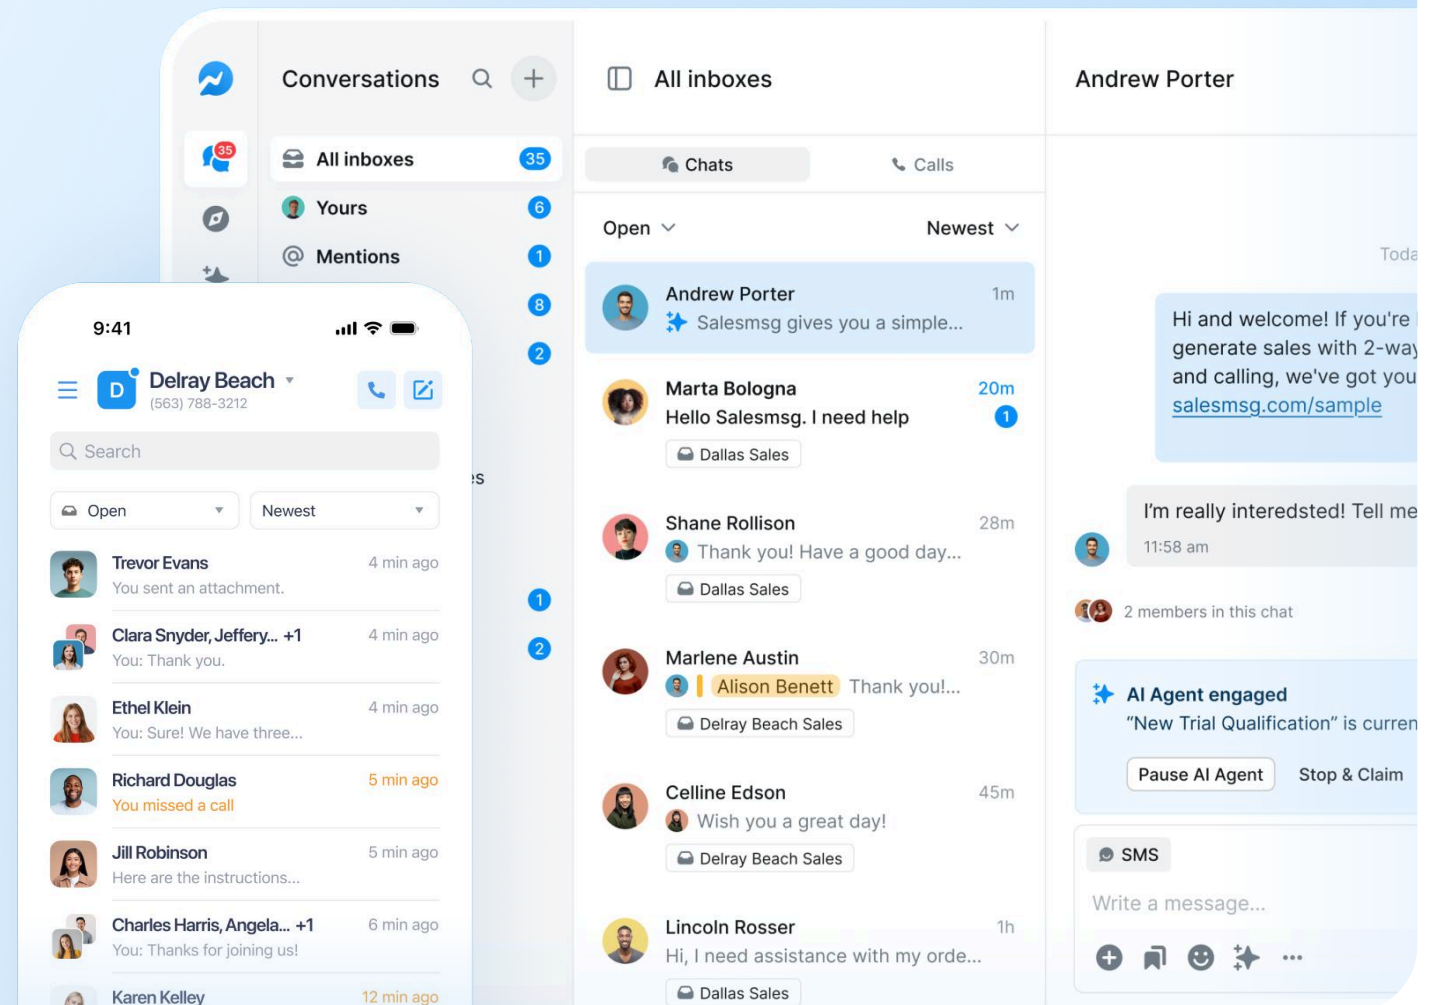 Conversations
35
All inboxes
35
Yours
6
Mentions
1
8
2
es
1
2
All inboxes
Chats
Calls
Open
Newest
Andrew Porter
1m
Salesmsg gives you a simple...
Marta Bologna
20m
Hello Salesmsg. I need help
1
Dallas Sales
Shane Rollison
28m
Thank you! Have a good day...
Dallas Sales
Marlene Austin
30m
Alison Benett Thank you!...
Delray Beach Sales
Celline Edson
45m
Wish you a great day!
Delray Beach Sales
Lincoln Rosser
1h
Hi, I need assistance with my orde...
Dallas Sales
Andrew Porter
Toda
Hi and welcome! If you're
generate sales with 2-way
and calling, we've got you
salesmsg.com/sample
I'm really interedsted! Tell me
11:58 am
2 members in this chat
AI Agent engaged
“New Trial Qualification” is curren
Pause AI Agent
Stop & Claim
SMS
Write a message...
9:41
D
Delray Beach
(563) 788-3212
Search
Open
Newest
Trevor Evans
4 min ago
You sent an attachment.
Clara Snyder, Jeffery... +1
4 min ago
You: Thank you.
Ethel Klein
4 min ago
You: Sure! We have three...
Richard Douglas
5 min ago
You missed a call
Jill Robinson
5 min ago
Here are the instructions...
Charles Harris, Angela... +1
6 min ago
You: Thanks for joining us!
Karen Kelley
12 min ago